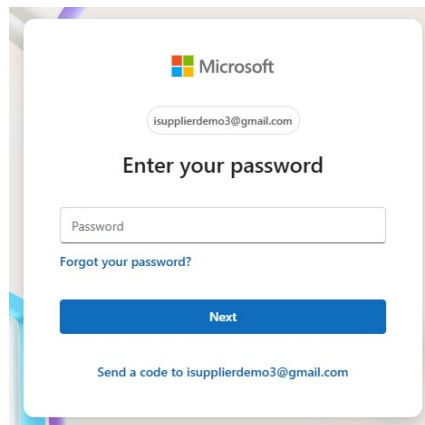 Microsoft
isupplierdemo3@gmail.com
Enter your password
Password
Forgot your password?
Next
Send a code to isupplierdemo3@gmail.com